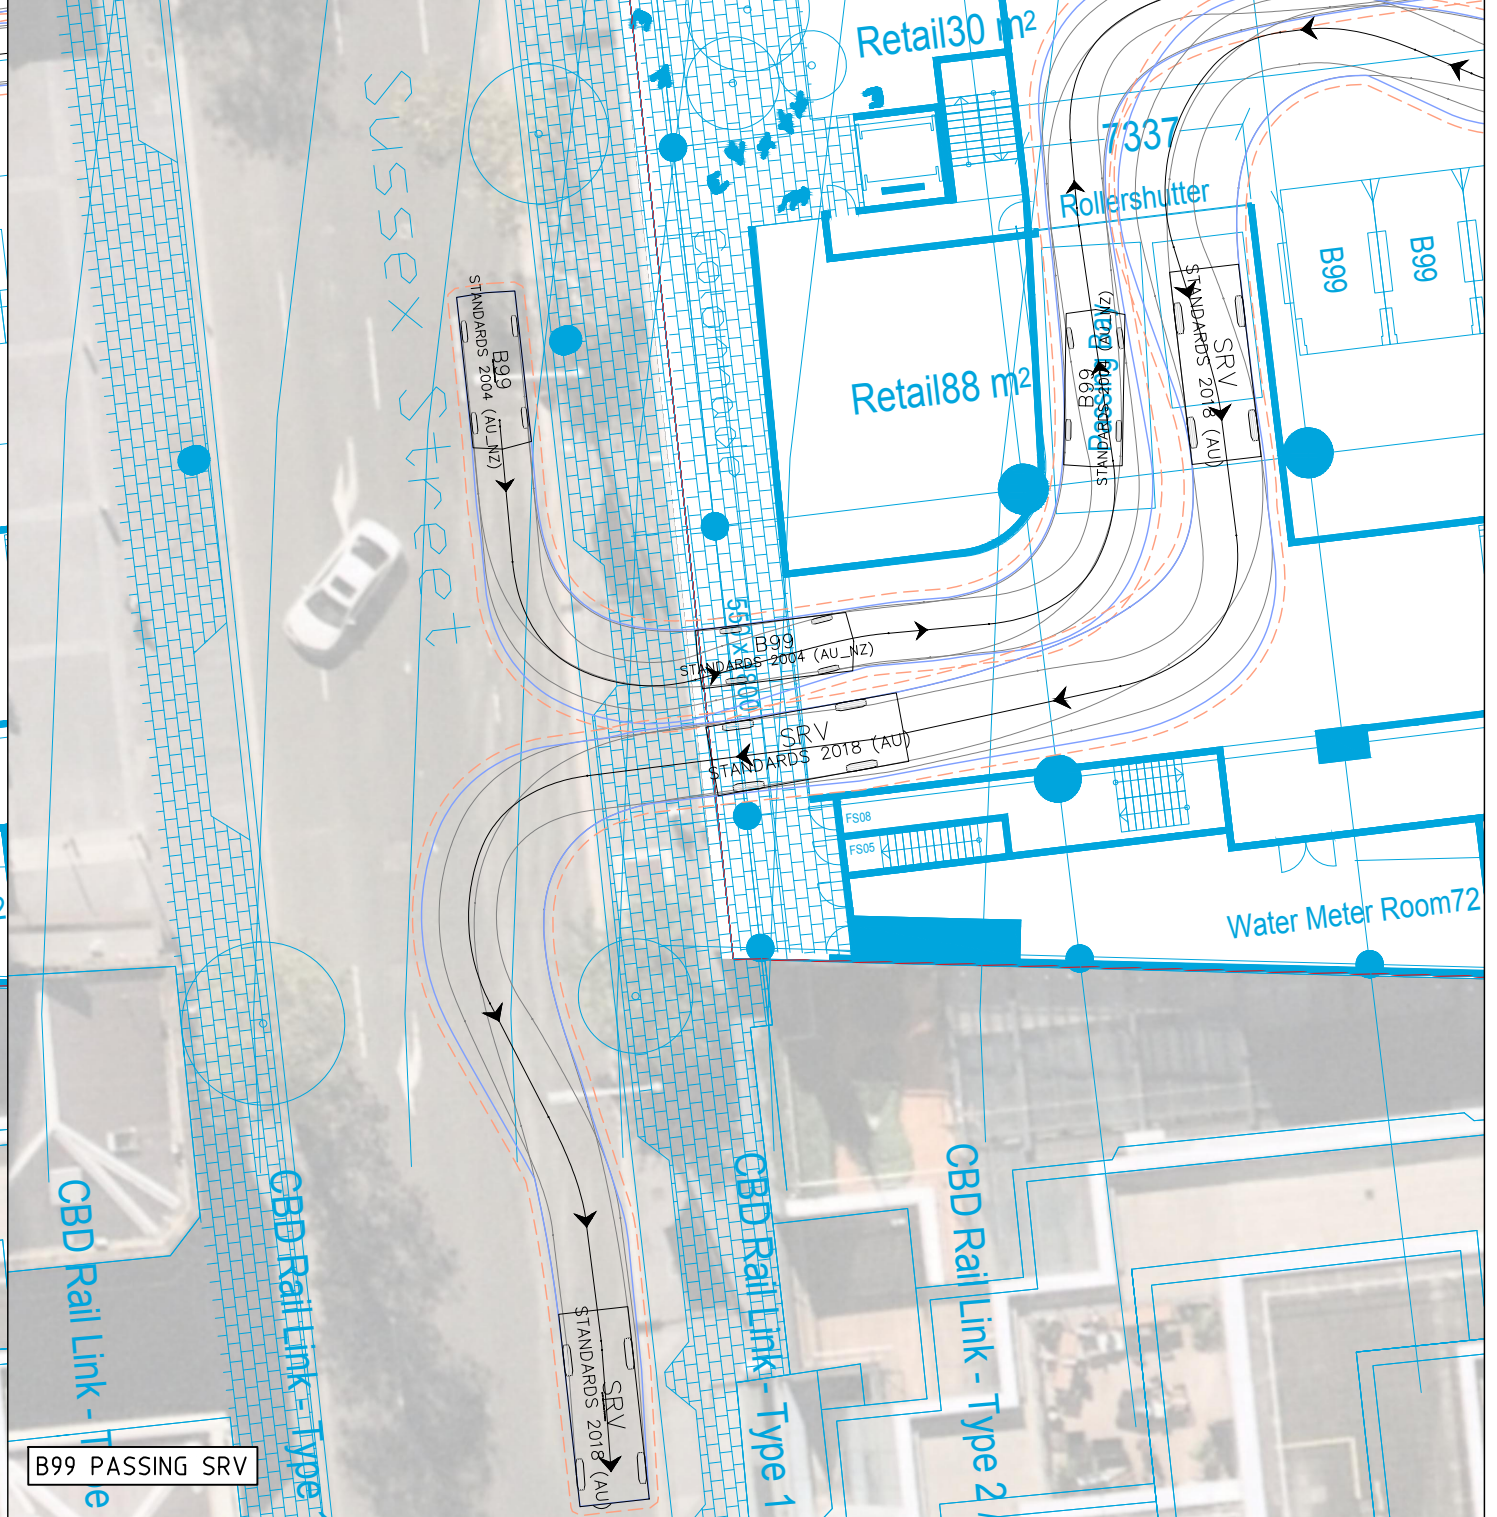 Retail30 m²
Sussex Street
7337
Rollershutter
B99
B99
STANDARDS 2004 (AU_NZ)
B99
SRV
STANDARDS 2018 (AU)
Retail88 m²
B99
Passing Bay
B99
STANDARDS 2004 (AU_NZ)
SRV
STANDARDS 2018 (AU)
FS08
FS05
Water Meter Room72
CBD Rail Link - Type 1
CBD Rail Link - Type 2
CBD Rail Link - Type
CBD Rail Link -
SRV
STANDARDS 2018 (AU)
B99 PASSING SRV